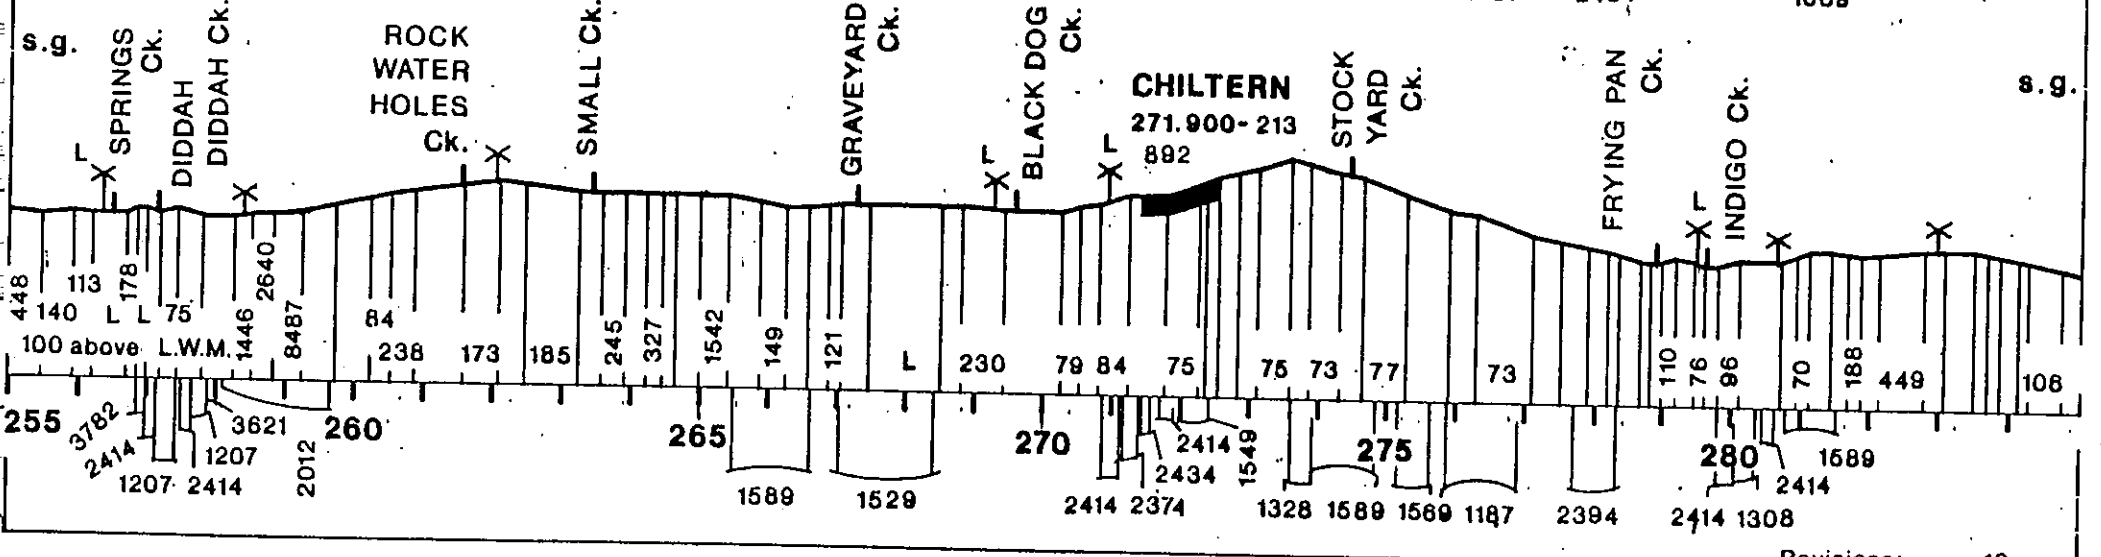 s.g.
SPRINGS
Ck.
DIDDAH
DIDDAH Ck.
ROCK
WATER
HOLES
Ck.
SMALL Ck.
GRAVEYARD
Ck.
BLACK DOG
Ck.
CHILTERN
271.900- 213
892
STOCK
YARD
Ck.
FRYING PAN
Ck.
INDIGO Ck.
s.g.
L
L
L
L
448
140
113
L
178
L
75
1446
2640
8487
84
238
173
185
245
327
1542
149
121
L
230
79
84
75
75
73
77
73
110
76
96
70
188
449
108
100 above L.W.M.
255
260
265
270
275
280
3782
2414
1207
2414
1207
3621
2012
1589
1529
2414
2374
2434
2414
1549
1328
1589
1569
1187
2394
2414
1308
2414
1589